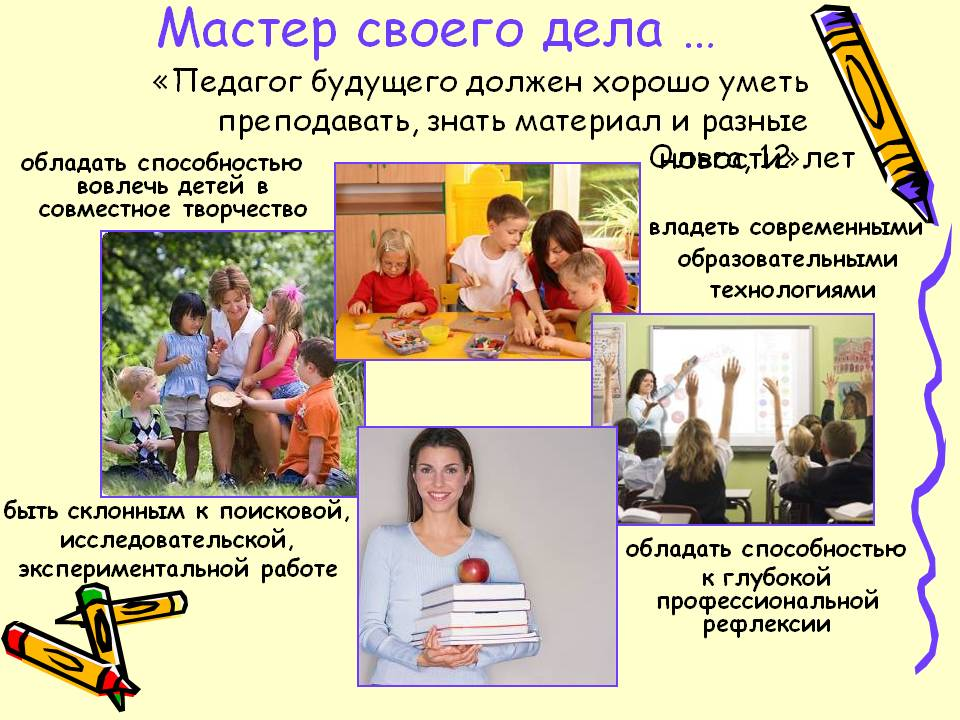 Мастер своего дела ...
«Педагог будущего должен хорошо уметь
преподавать, знать материал и разные
новости.»
Ольга, 12 лет
обладать способностью
вовлечь детей в
совместное творчество
владеть современными
образовательными
технологиями
быть склонным к поисковой,
исследовательской,
экспериментальной работе
обладать способностью
к глубокой
профессиональной
рефлексии